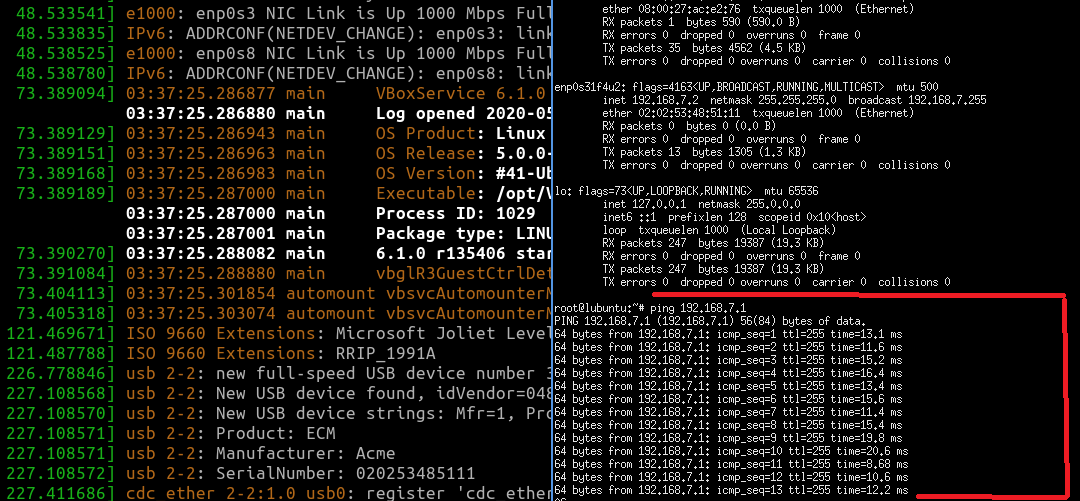 48.533541] e1000: enp0s3 NIC Link is Up 1000 Mbps Full
48.533835] IPv6: ADDRCONF(NETDEV_CHANGE): enp0s3: link
48.538525] e1000: enp0s8 NIC Link is Up 1000 Mbps Full
48.538780] IPv6: ADDRCONF(NETDEV_CHANGE): enp0s8: link
73.389094] 03:37:25.286877 main     VBoxService 6.1.0
03:37:25.286880 main     Log opened 2020-05
73.389129] 03:37:25.286943 main     OS Product: Linux
73.389151] 03:37:25.286963 main     OS Release: 5.0.0-
73.389168] 03:37:25.286983 main     OS Version: #41-Ub
73.389189] 03:37:25.287000 main     Executable: /opt/V
03:37:25.287000 main     Process ID: 1029
03:37:25.287001 main     Package type: LINU
73.390270] 03:37:25.288082 main     6.1.0 r135406 star
73.391084] 03:37:25.288880 main     vbglR3GuestCtrlDet
73.404113] 03:37:25.301854 automount vbsvcAutomounterM
73.405318] 03:37:25.303074 automount vbsvcAutomounterM
121.469671] ISO 9660 Extensions: Microsoft Joliet Level
121.487788] ISO 9660 Extensions: RRIP_1991A
226.778846] usb 2-2: new full-speed USB device number 3
227.108568] usb 2-2: New USB device found, idVendor=048
227.108570] usb 2-2: New USB device strings: Mfr=1, Pro
227.108571] usb 2-2: Product: ECM
227.108571] usb 2-2: Manufacturer: Acme
227.108572] usb 2-2: SerialNumber: 020253485111
227.411686] cdc_ether 2-2:1.0 usb0: register 'cdc_ether
ether 08:00:27:ac:e2:76  txqueuelen 1000  (Ethernet)
RX packets 1  bytes 590 (590.0 B)
RX errors 0  dropped 0  overruns 0  frame 0
TX packets 35  bytes 4562 (4.5 KB)
TX errors 0  dropped 0 overruns 0  carrier 0  collisions 0
enp0s31f4u2: flags=4163<UP,BROADCAST,RUNNING,MULTICAST>  mtu 500
inet 192.168.7.2  netmask 255.255.255.0  broadcast 192.168.7.255
ether 02:02:53:48:51:11  txqueuelen 1000  (Ethernet)
RX packets 0  bytes 0 (0.0 B)
RX errors 0  dropped 0  overruns 0  frame 0
TX packets 13  bytes 1305 (1.3 KB)
TX errors 0  dropped 0 overruns 0  carrier 0  collisions 0
lo: flags=73<UP,LOOPBACK,RUNNING>  mtu 65536
inet 127.0.0.1  netmask 255.0.0.0
inet6 ::1  prefixlen 128  scopeid 0x10<host>
loop  txqueuelen 1000  (Local Loopback)
RX packets 247  bytes 19387 (19.3 KB)
RX errors 0  dropped 0  overruns 0  frame 0
TX packets 247  bytes 19387 (19.3 KB)
TX errors 0  dropped 0 overruns 0  carrier 0  collisions 0
root@lubuntu:~# ping 192.168.7.1
PING 192.168.7.1 (192.168.7.1) 56(84) bytes of data.
64 bytes from 192.168.7.1: icmp_seq=1 ttl=255 time=13.1 ms
64 bytes from 192.168.7.1: icmp_seq=2 ttl=255 time=11.6 ms
64 bytes from 192.168.7.1: icmp_seq=3 ttl=255 time=15.2 ms
64 bytes from 192.168.7.1: icmp_seq=4 ttl=255 time=16.4 ms
64 bytes from 192.168.7.1: icmp_seq=5 ttl=255 time=13.4 ms
64 bytes from 192.168.7.1: icmp_seq=6 ttl=255 time=15.6 ms
64 bytes from 192.168.7.1: icmp_seq=7 ttl=255 time=11.4 ms
64 bytes from 192.168.7.1: icmp_seq=8 ttl=255 time=15.4 ms
64 bytes from 192.168.7.1: icmp_seq=9 ttl=255 time=19.8 ms
64 bytes from 192.168.7.1: icmp_seq=10 ttl=255 time=20.6 ms
64 bytes from 192.168.7.1: icmp_seq=11 ttl=255 time=8.68 ms
64 bytes from 192.168.7.1: icmp_seq=12 ttl=255 time=10.6 ms
64 bytes from 192.168.7.1: icmp_seq=13 ttl=255 time=12.2 ms